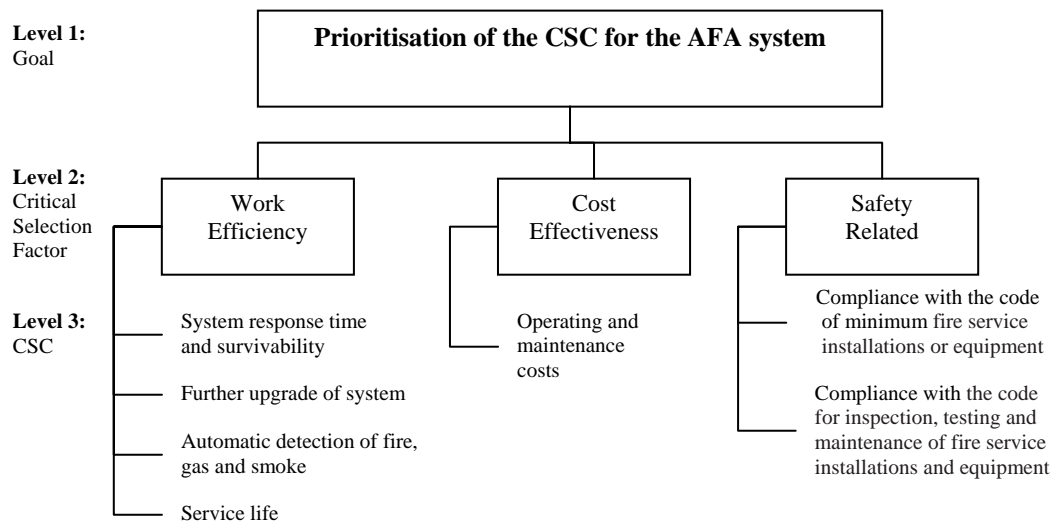 Level 1:
Goal
Prioritisation of the CSC for the AFA system
Level 2:
Critical
Selection
Factor
Work
Efficiency
Cost
Effectiveness
Safety
Related
Level 3:
CSC
System response time
and survivability
Further upgrade of system
Automatic detection of fire,
gas and smoke
Service life
Operating and
maintenance
costs
Compliance with the code
of minimum fire service
installations or equipment
Compliance with the code
for inspection, testing and
maintenance of fire service
installations and equipment